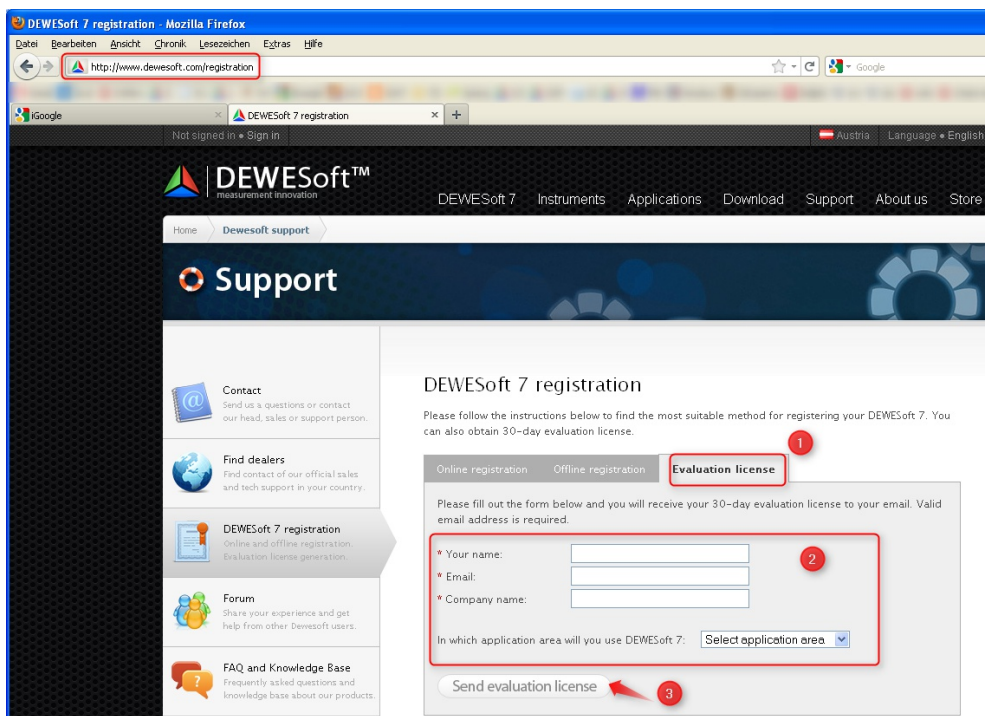 DEWESoft 7 registration - Mozilla Firefox
Datei Bearbeiten Ansicht Chronik Lesezeichen Extras Hilfe
http://www.dewesoft.com/registration
Google
iGoogle
DEWESoft 7 registration
Not signed in • Sign in
Austria
Language • English
DEWESoft™
measurement innovation
DEWESoft 7 Instruments Applications Download Support About us Store
Home Dewesoft support
Support
Contact
Send us a questions or contact
our head, sales or support person.
Find dealers
Find contact of our official sales
and tech support in your country.
DEWESoft 7 registration
Online and offline registration.
Evaluation license generation.
Forum
Share your experience and get
help from other Dewesoft users.
FAQ and Knowledge Base
Frequently asked questions and
knowledge base about our products.
DEWESoft 7 registration
Please follow the instructions below to find the most suitable method for registering your DEWESoft 7. You
can also obtain 30-day evaluation license.
1
Online registration Offline registration Evaluation license
Please fill out the form below and you will receive your 30-day evaluation license to your email. Valid
email address is required.
* Your name:
2
* Email:
* Company name:
In which application area will you use DEWESoft 7: Select application area
Send evaluation license
3